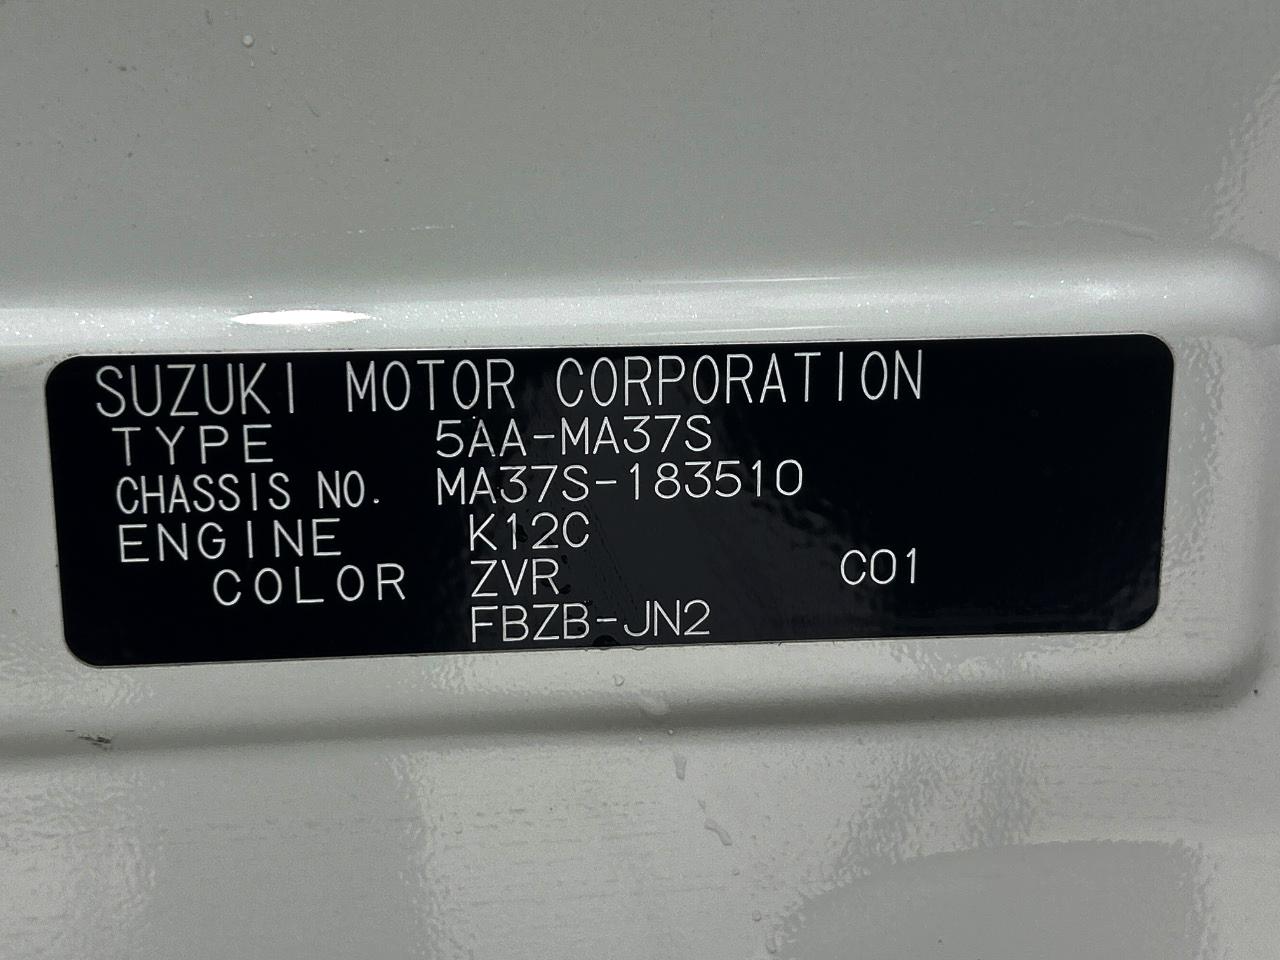 SUZUKI MOTOR CORPORATION
TYPE 5AA-MA37S
CHASSIS NO. MA37S-183510
ENGINE K12C
COLOR ZVR C01
FBZB-JN2